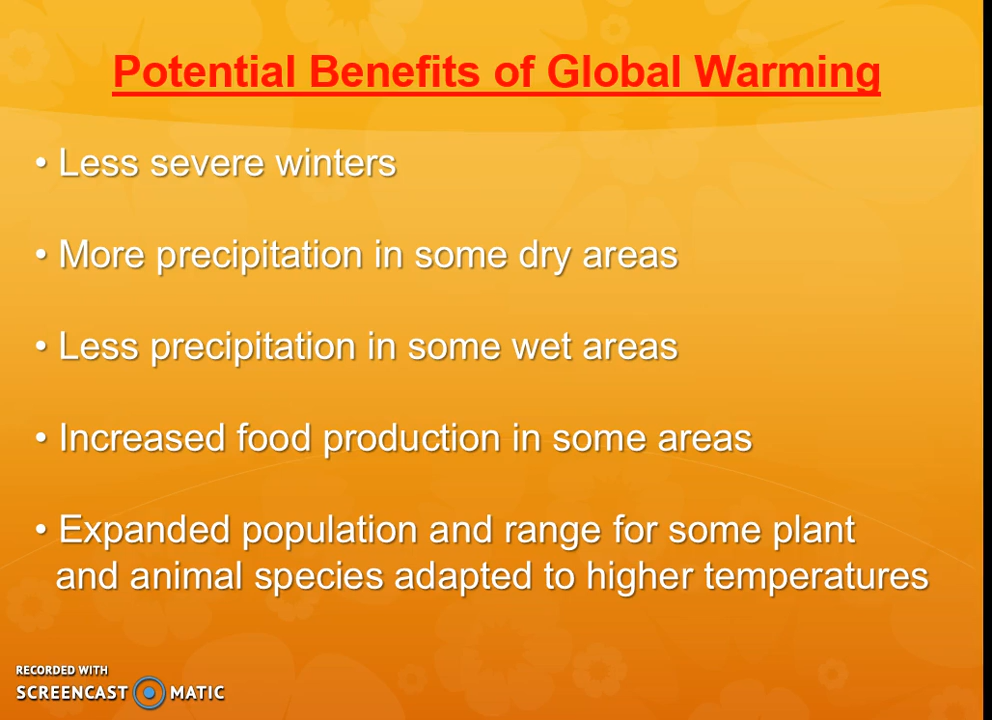 Potential Benefits of Global Warming
• Less severe winters
• More precipitation in some dry areas
• Less precipitation in some wet areas
• Increased food production in some areas
• Expanded population and range for some plant
and animal species adapted to higher temperatures
RECORDED WITH
SCREENCAST MATIC